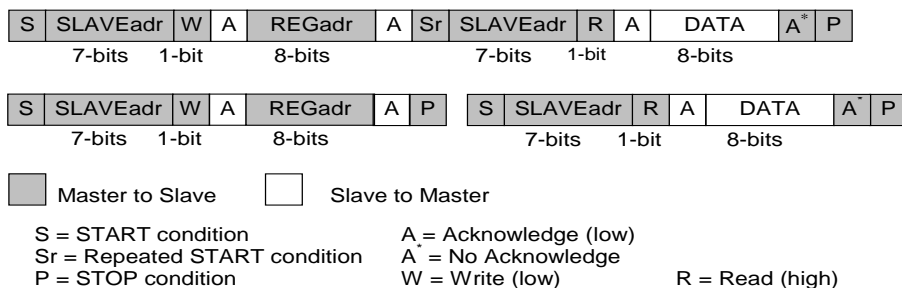 S SLAVEadr W A REGadr A Sr SLAVEadr R A DATA A* P
7-bits 1-bit 8-bits 7-bits 1-bit 8-bits
S SLAVEadr W A REGadr A P S SLAVEadr R A DATA A* P
7-bits 1-bit 8-bits 7-bits 1-bit 8-bits
Master to Slave Slave to Master
S = START condition A = Acknowledge (low)
Sr = Repeated START condition A* = No Acknowledge
P = STOP condition W = Write (low) R = Read (high)